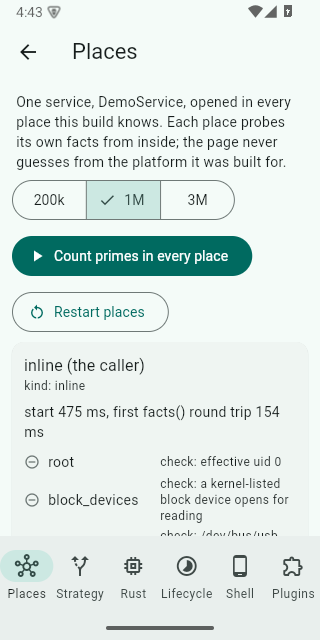 4:43
Places
One service, DemoService, opened in every
place this build knows. Each place probes
its own facts from inside; the page never
guesses from the platform it was built for.
200k
1M
3M
Count primes in every place
Restart places
inline (the caller)
kind: inline
start 475 ms, first facts() round trip 154
ms
root
check: effective uid 0
block_devices
check: a kernel-listed
block device opens for
reading
check: /dev/bus/usb
Places
Strategy
Rust
Lifecycle
Shell
Plugins